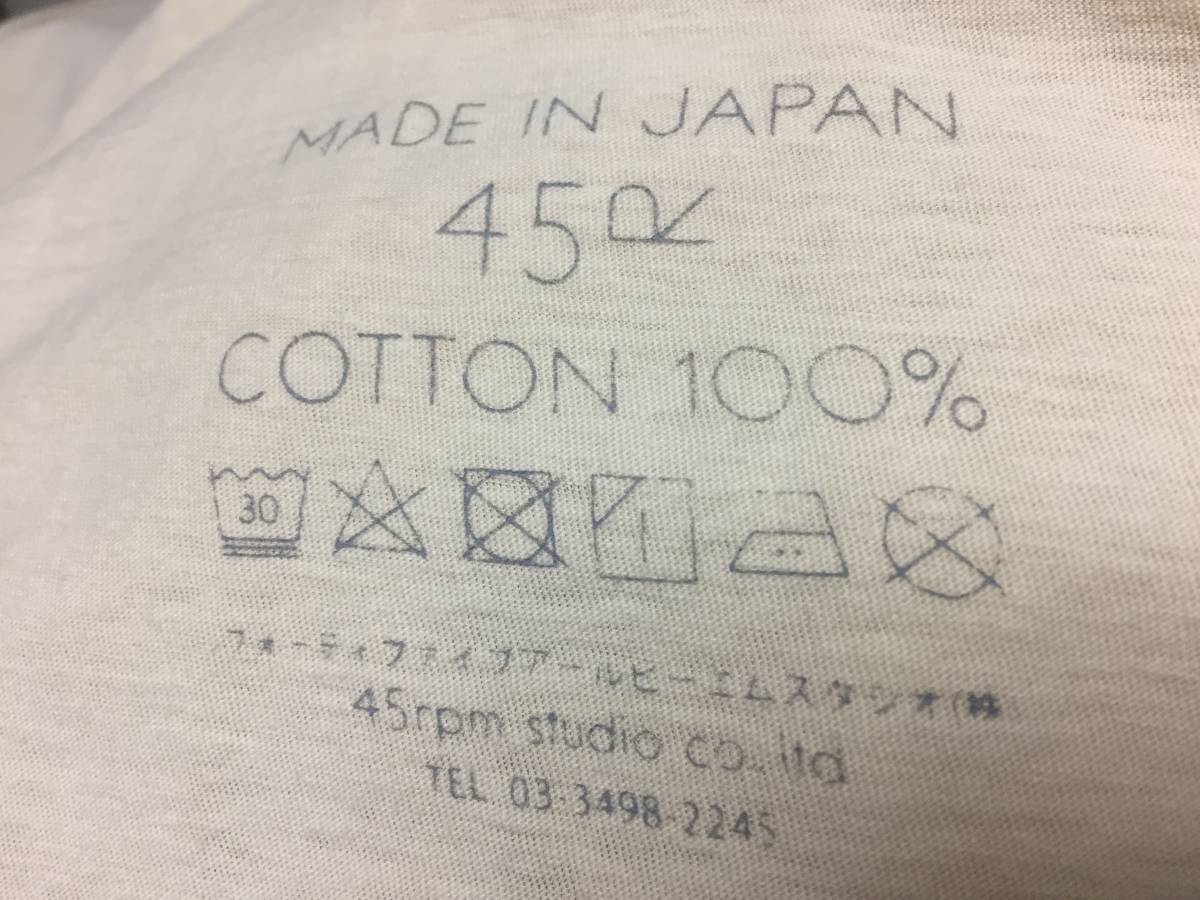 MADE IN JAPAN
45R
COTTON 100%
30
フォーティファイブアールピーエムスタジオ(株
45rpm studio co.,ltd
TEL 03-3498-2245